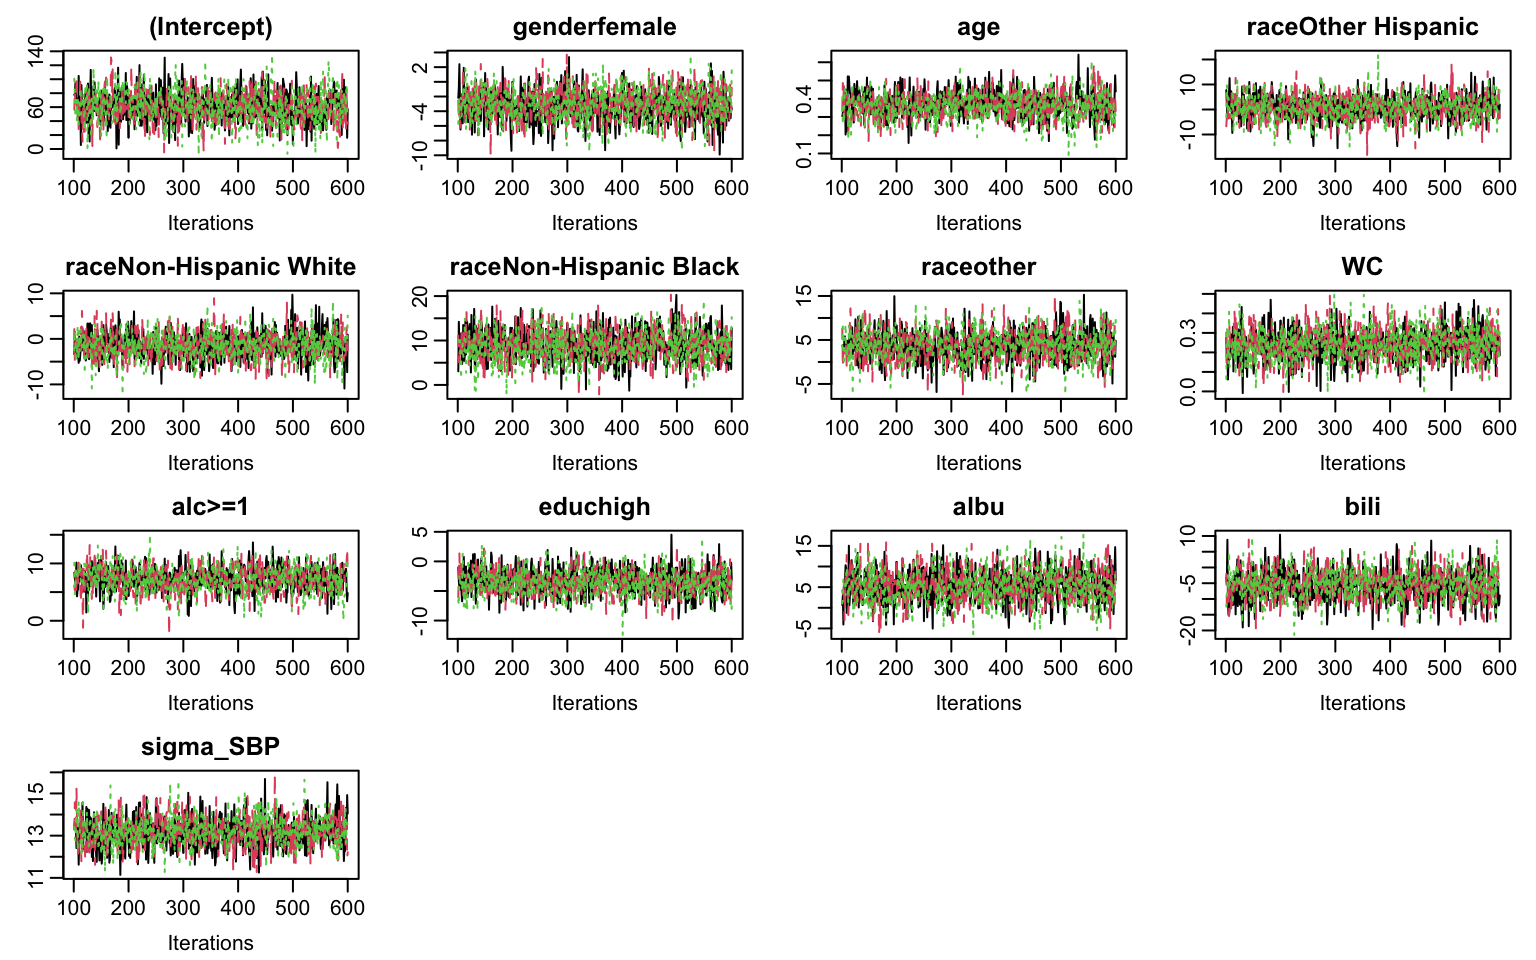 (Intercept) genderfemale age raceOther Hispanic
140
60
0
2
-4
-10
0.4
0.1
10
-10
100 200 300 400 500 600 100 200 300 400 500 600 100 200 300 400 500 600 100 200 300 400 500 600
Iterations Iterations Iterations Iterations
raceNon-Hispanic White raceNon-Hispanic Black raceother WC
10
0
-10
20
10
0
15
5
-5
0.3
0.0
100 200 300 400 500 600 100 200 300 400 500 600 100 200 300 400 500 600 100 200 300 400 500 600
Iterations Iterations Iterations Iterations
alc>=1 educhigh albu bili
10
0
5
0
-10
15
5
-5
10
-5
-20
100 200 300 400 500 600 100 200 300 400 500 600 100 200 300 400 500 600 100 200 300 400 500 600
Iterations Iterations Iterations Iterations
sigma_SBP
15
13
11
100 200 300 400 500 600
Iterations